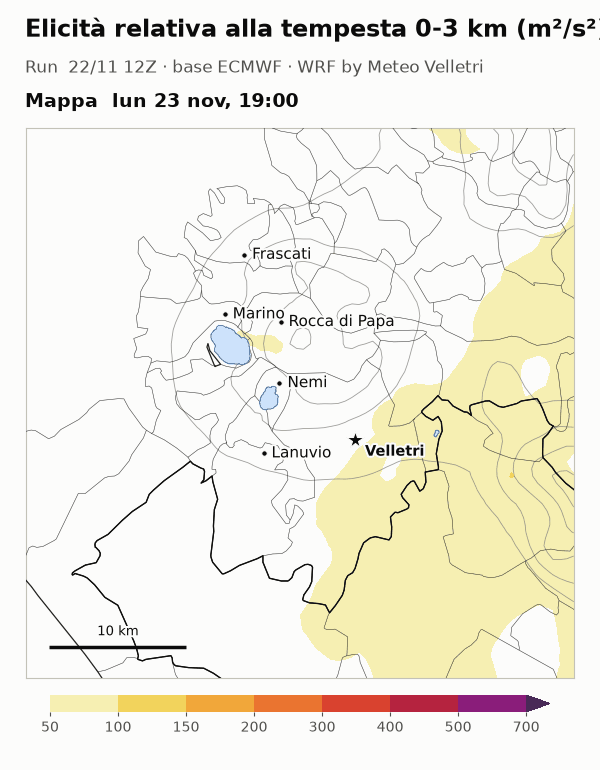 Elicità relativa alla tempesta 0-3 km (m²/s²)
Run  22/11 12Z · base ECMWF · WRF by Meteo Velletri
Mappa  lun 23 nov, 19:00
Frascati
Marino
Rocca di Papa
Nemi
Velletri
Lanuvio
10 km
50 100 150 200 300 400 500 700